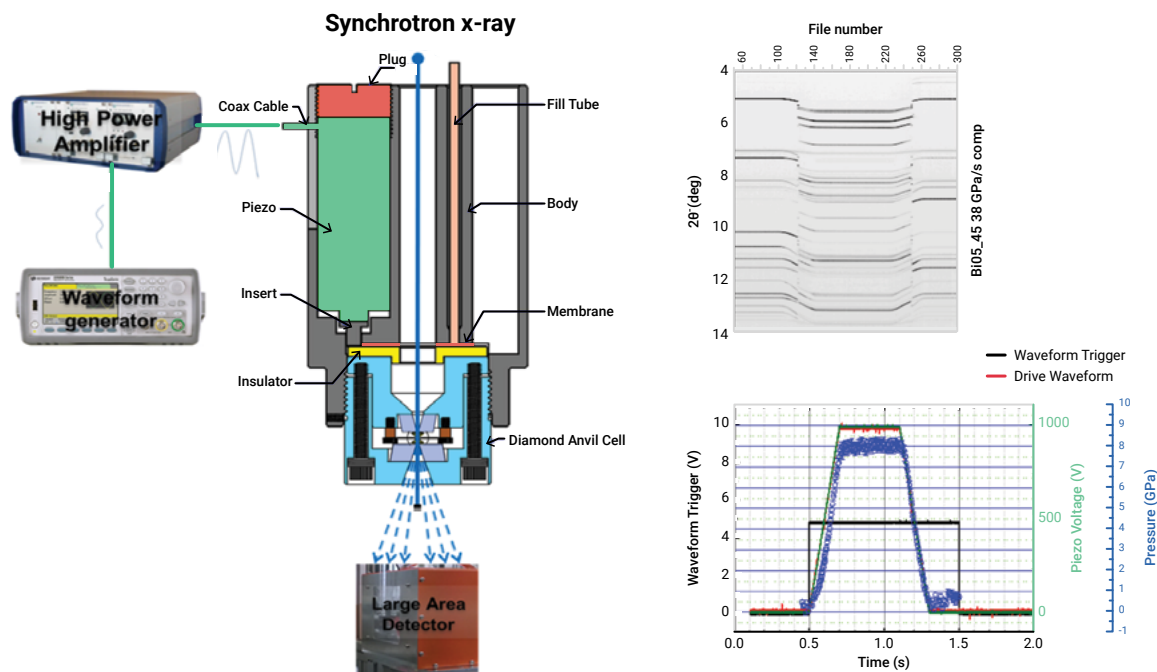 Synchrotron x-ray
Plug
Coax Cable
Fill Tube
High Power
Amplifier
Piezo
Body
Waveform
generator
Insert
Membrane
Insulator
Diamond Anvil Cell
Large Area
Detector
File number
60 100 140 180 220 260 300
4
6
8
10
12
14
2θ (deg)
Bi05_45 38 GPa/s comp
Waveform Trigger
Drive Waveform
Waveform Trigger (V)
10
8
6
4
2
0
0.0 0.5 1.0 1.5 2.0
Time (s)
1000
500
0
Piezo Voltage (V)
10
9
8
7
6
5
4
3
2
1
0
-1
Pressure (GPa)